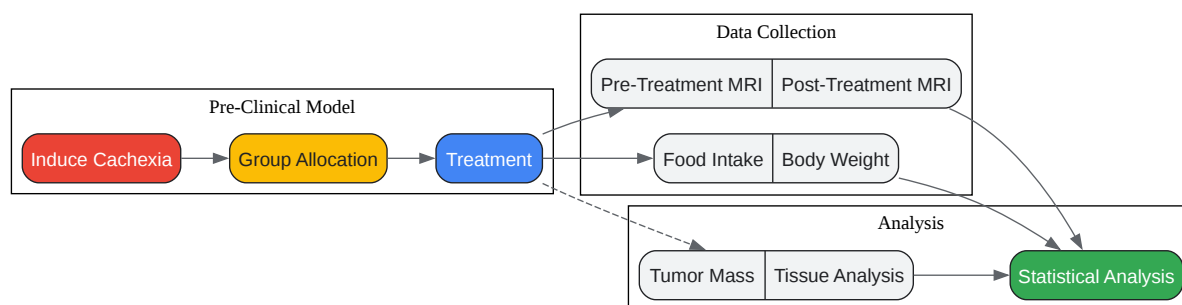 Data Collection
Pre-Treatment MRI
Post-Treatment MRI
Pre-Clinical Model
Induce Cachexia
Group Allocation
Treatment
Food Intake
Body Weight
Analysis
Tumor Mass
Tissue Analysis
Statistical Analysis